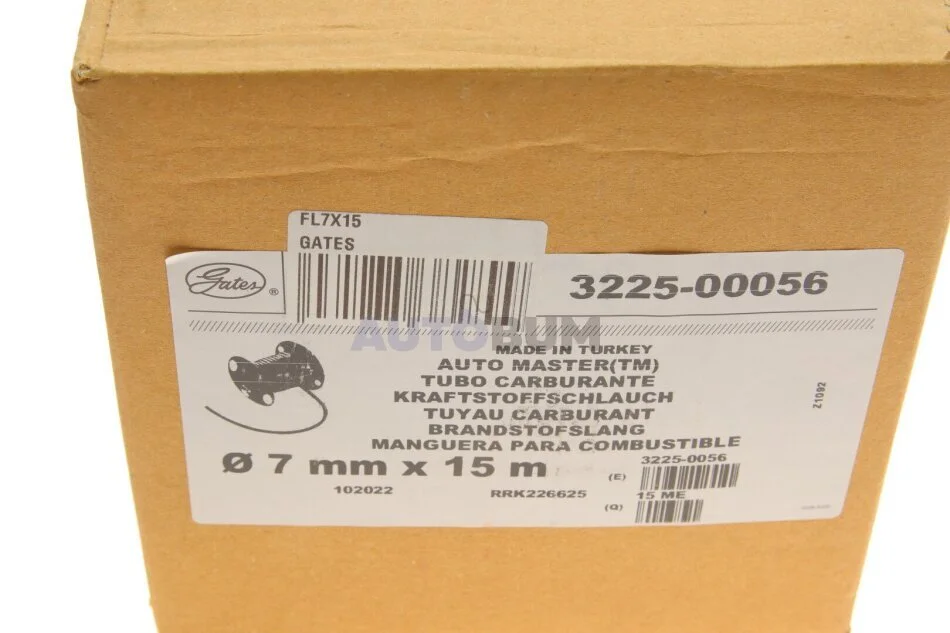 FL7X15
GATES
Gates ®
3225-00056
AUTOBUM
MADE IN TURKEY
AUTO MASTER(TM)
TUBO CARBURANTE
KRAFTSTOFFSCHLAUCH
TUYAU CARBURANT
BRANDSTOFSLANG
MANGUERA PARA COMBUSTIBLE
Ø 7 mm x 15 m
(E) 3225-0056
102022 RRK226625
(Q) 15 ME
Z1092